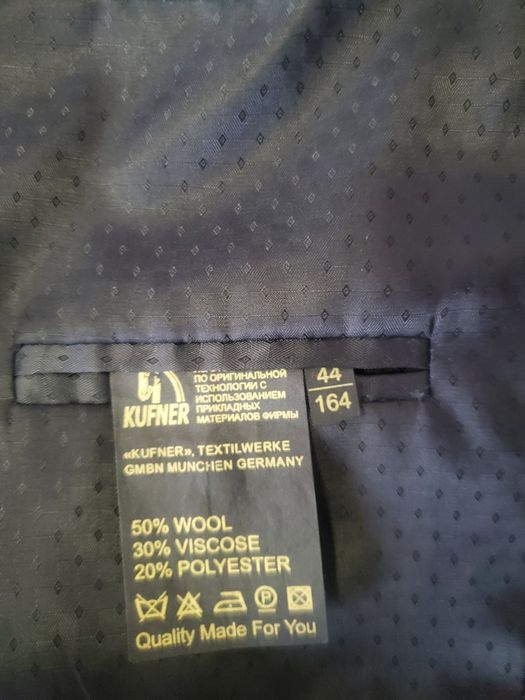 ПО ОРИГИНАЛЬНОЙ
ТЕХНОЛОГИИ С
ИСПОЛЬЗОВАНИЕМ
ПРИКЛАДНЫХ
МАТЕРИАЛОВ ФИРМЫ
KUFNER
44
164
«KUFNER», TEXTILWERKE
GMBN MUNCHEN GERMANY
50% WOOL
30% VISCOSE
20% POLYESTER
P
Quality Made For You